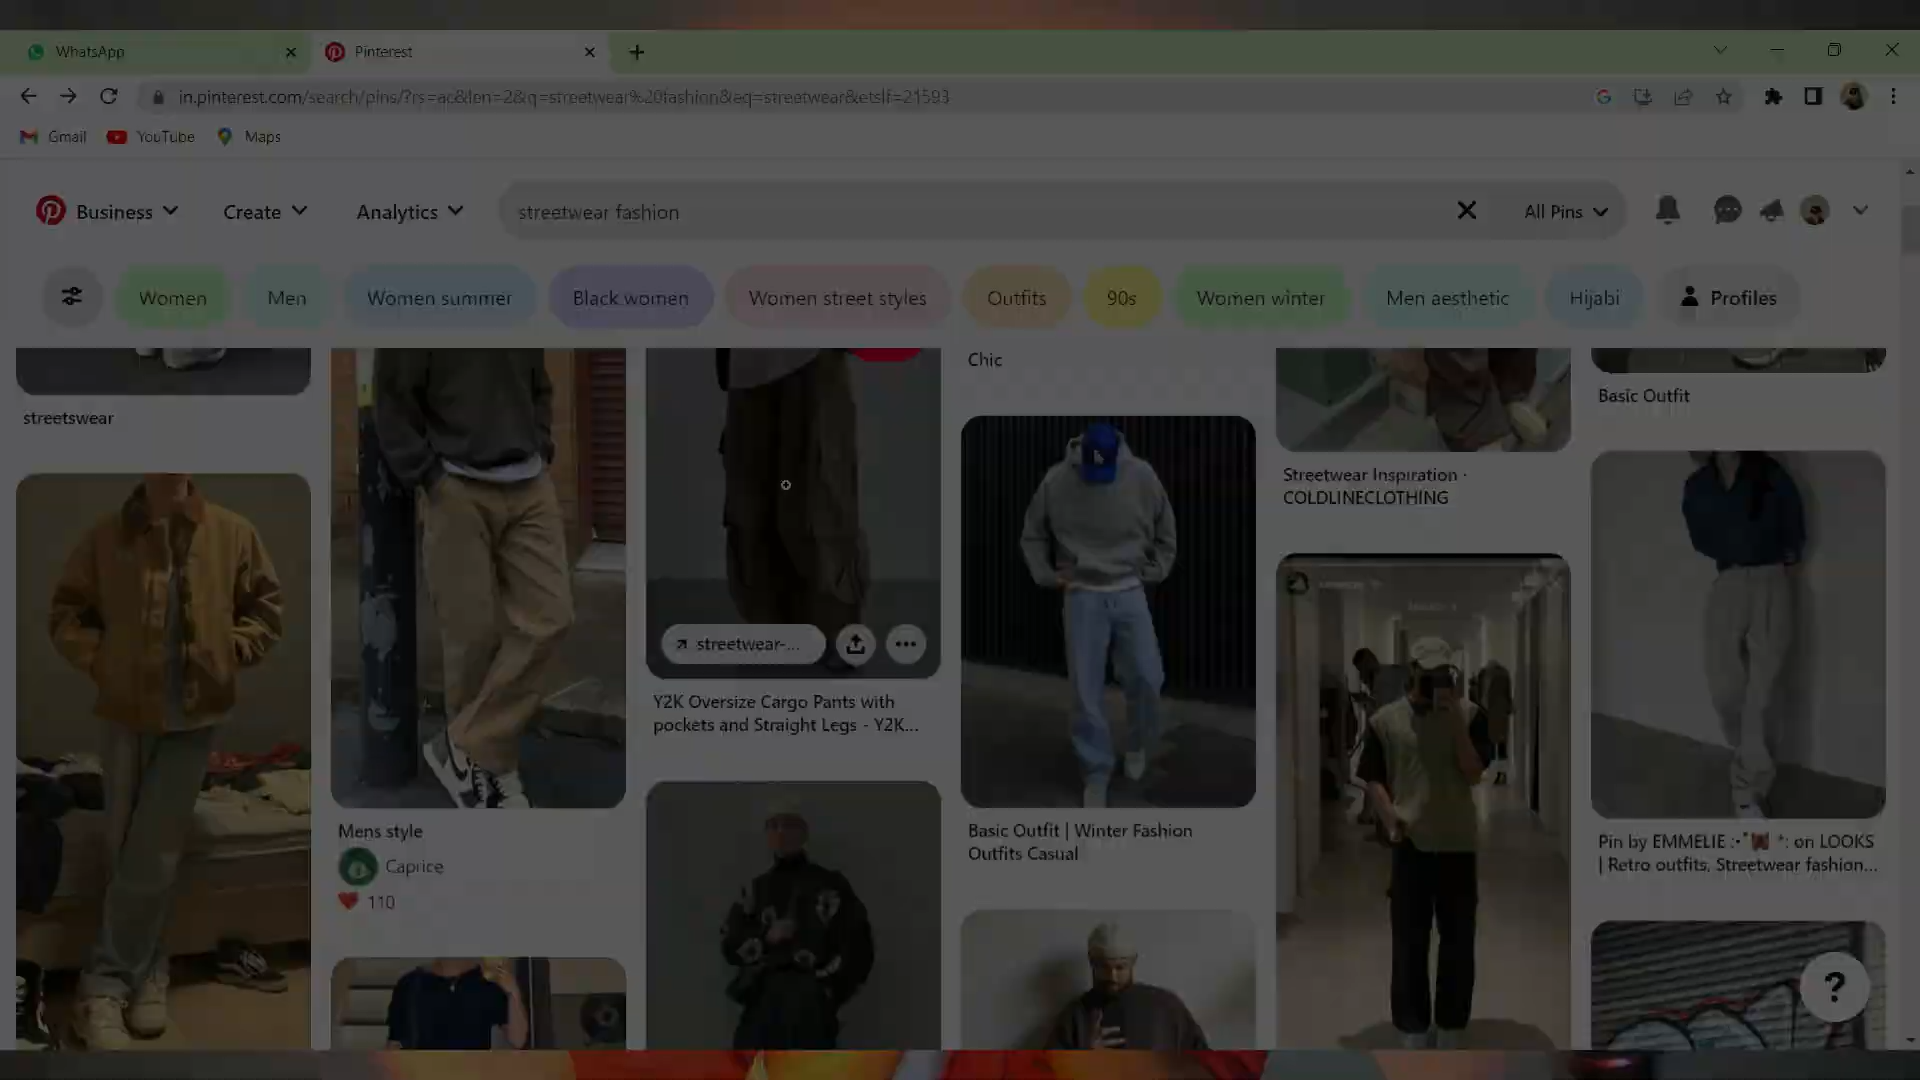 WhatsApp
Pinterest
in.pinterest.com/search/pins/?rs=ac&len=2&q=streetwear%20fashion&eq=streetwear&etslf=21593
Gmail
YouTube
Maps
Business
Create
Analytics
streetwear fashion
All Pins
Women
Men
Women summer
Black women
Women street styles
Outfits
90s
Women winter
Men aesthetic
Hijabi
Profiles
streetswear
Mens style
Caprice
110
streetwear-...
Y2K Oversize Cargo Pants with
pockets and Straight Legs - Y2K...
Chic
Basic Outfit | Winter Fashion
Outfits Casual
Streetwear Inspiration ·
COLDLINECLOTHING
Basic Outfit
Pin by EMMELIE :･ﾟ🐰 *: on LOOKS
| Retro outfits, Streetwear fashion...
?